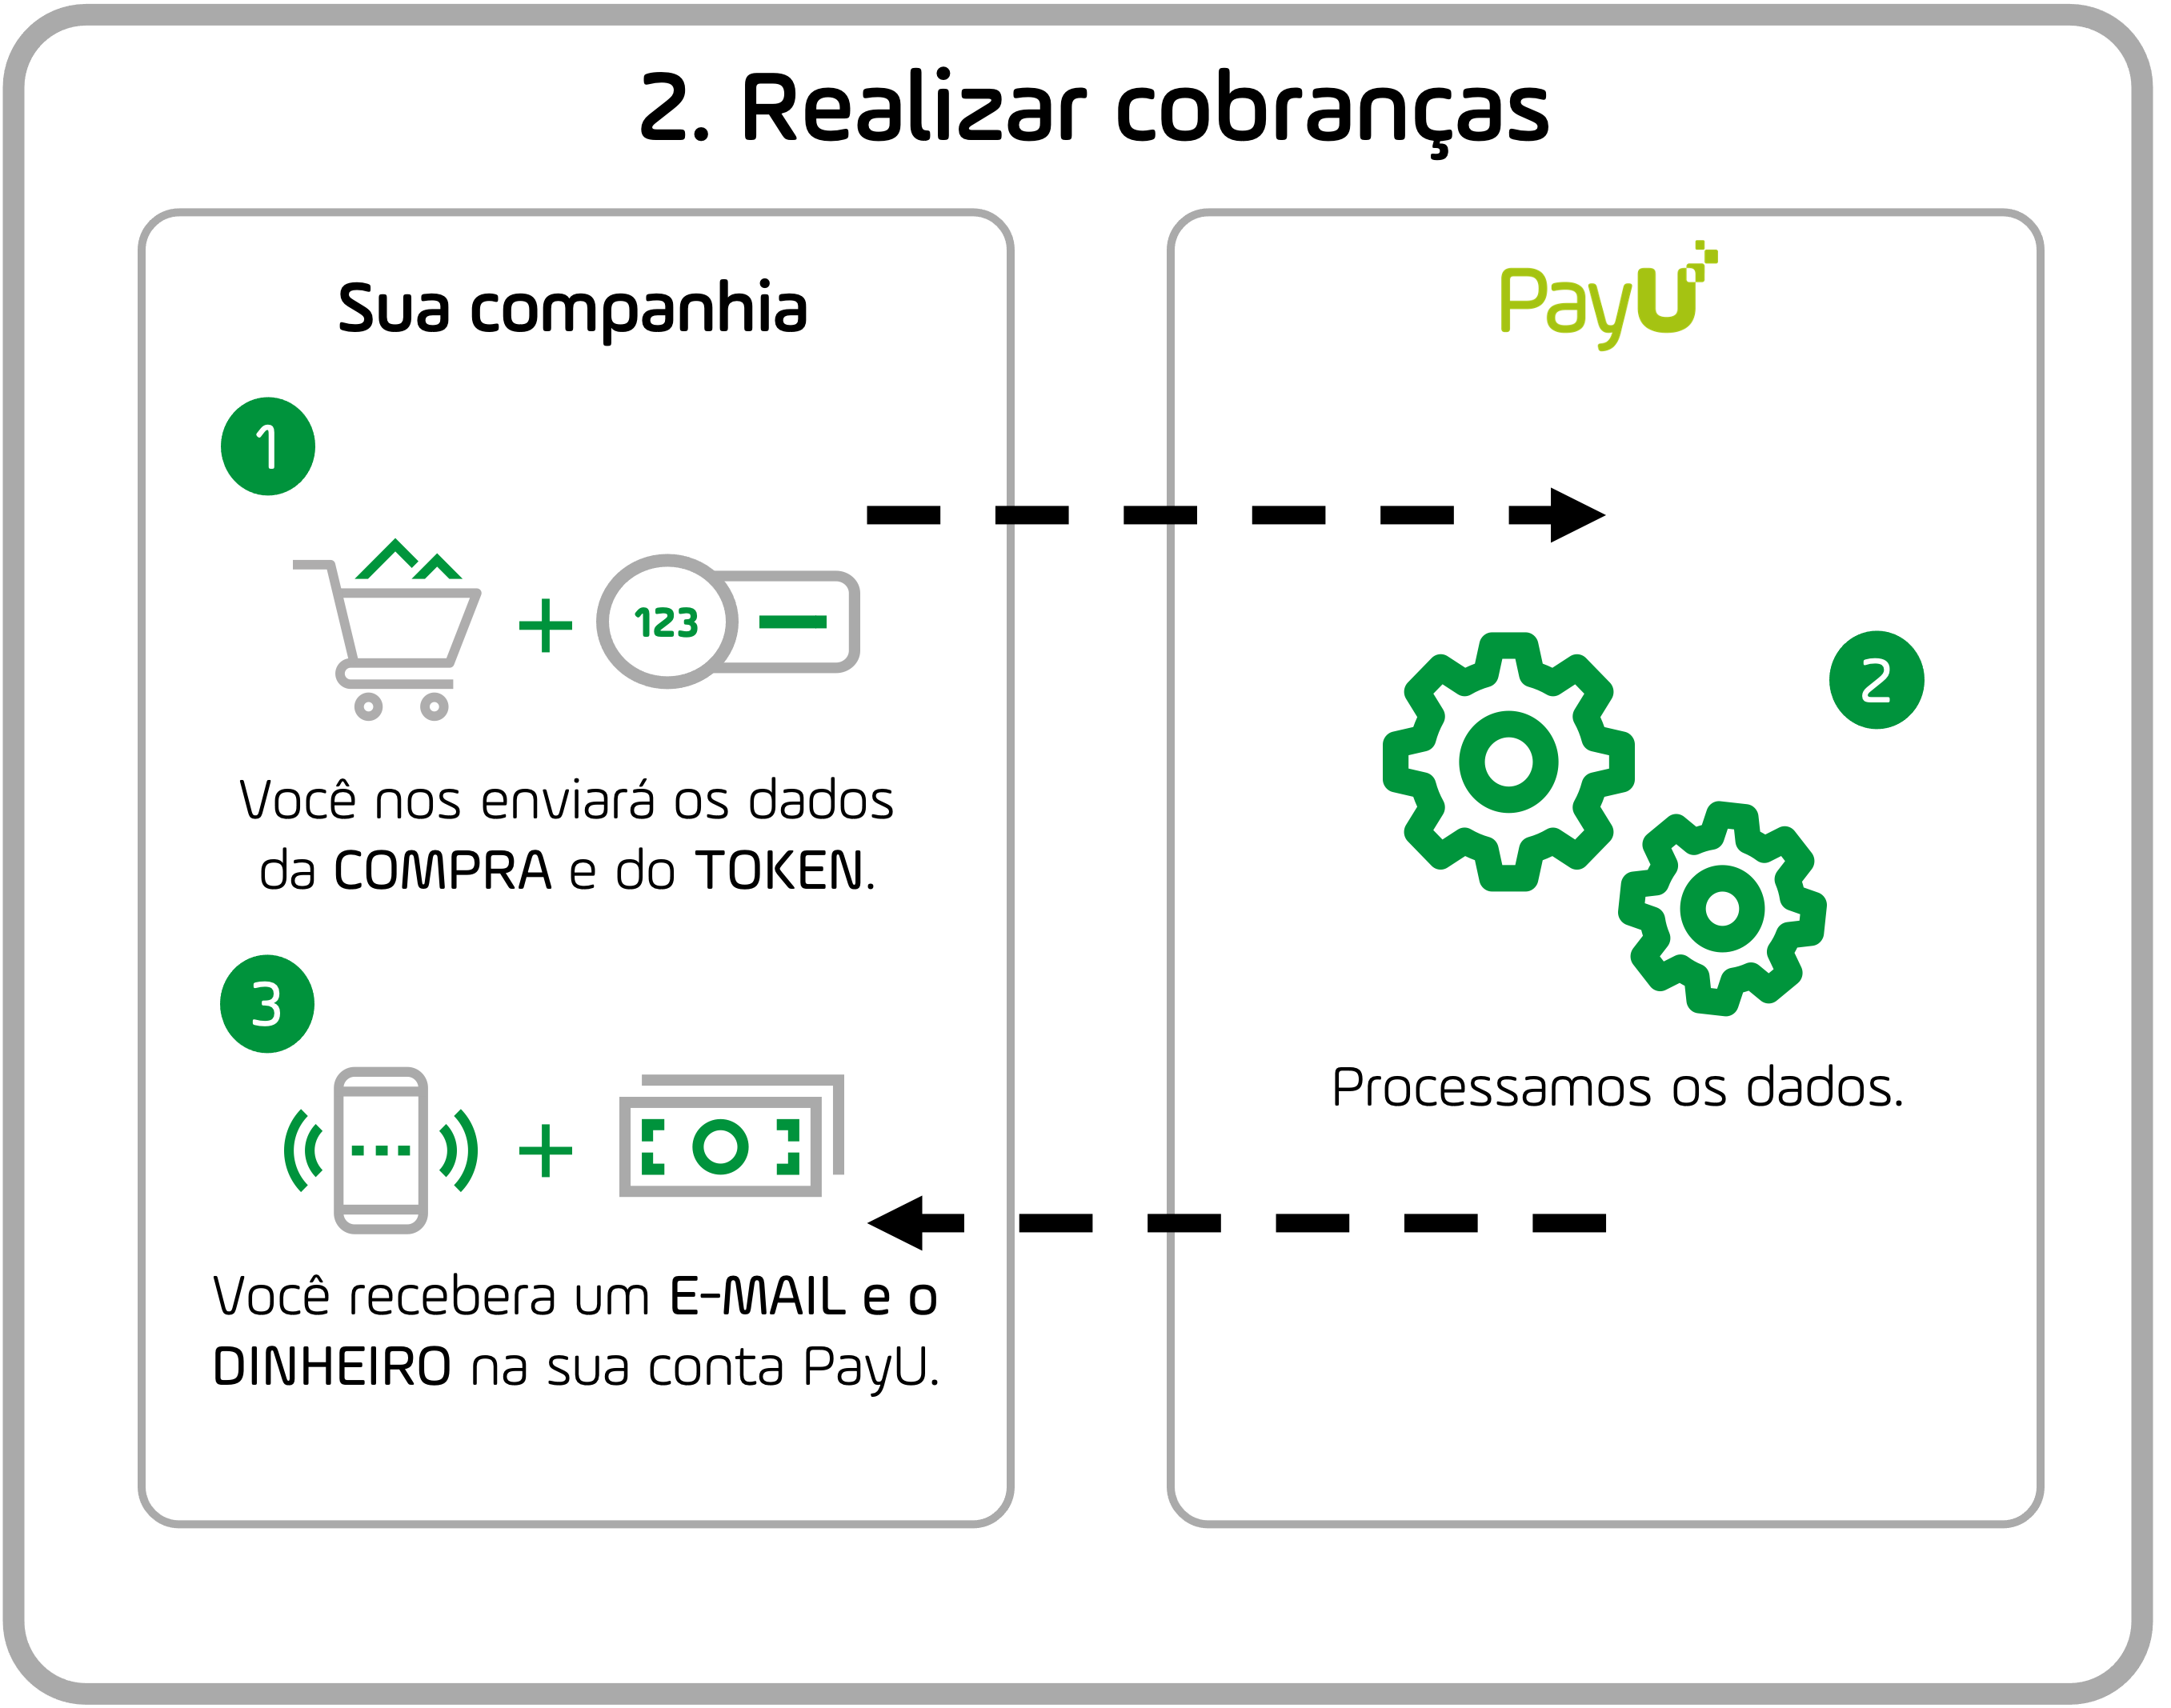 2. Realizar cobranças
Sua companhia
1
123
Você nos enviará os dados
da COMPRA e do TOKEN.
3
Você recebera um E-MAIL e o
DINHEIRO na sua conta PayU.
PayU
2
Processamos os dados.